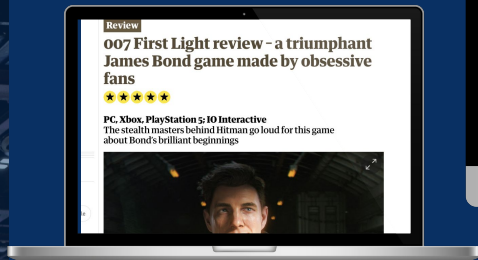 Review
007 First Light review – a triumphant
James Bond game made by obsessive
fans
PC, Xbox, PlayStation 5; IO Interactive
The stealth masters behind Hitman go loud for this game
about Bond's brilliant beginnings